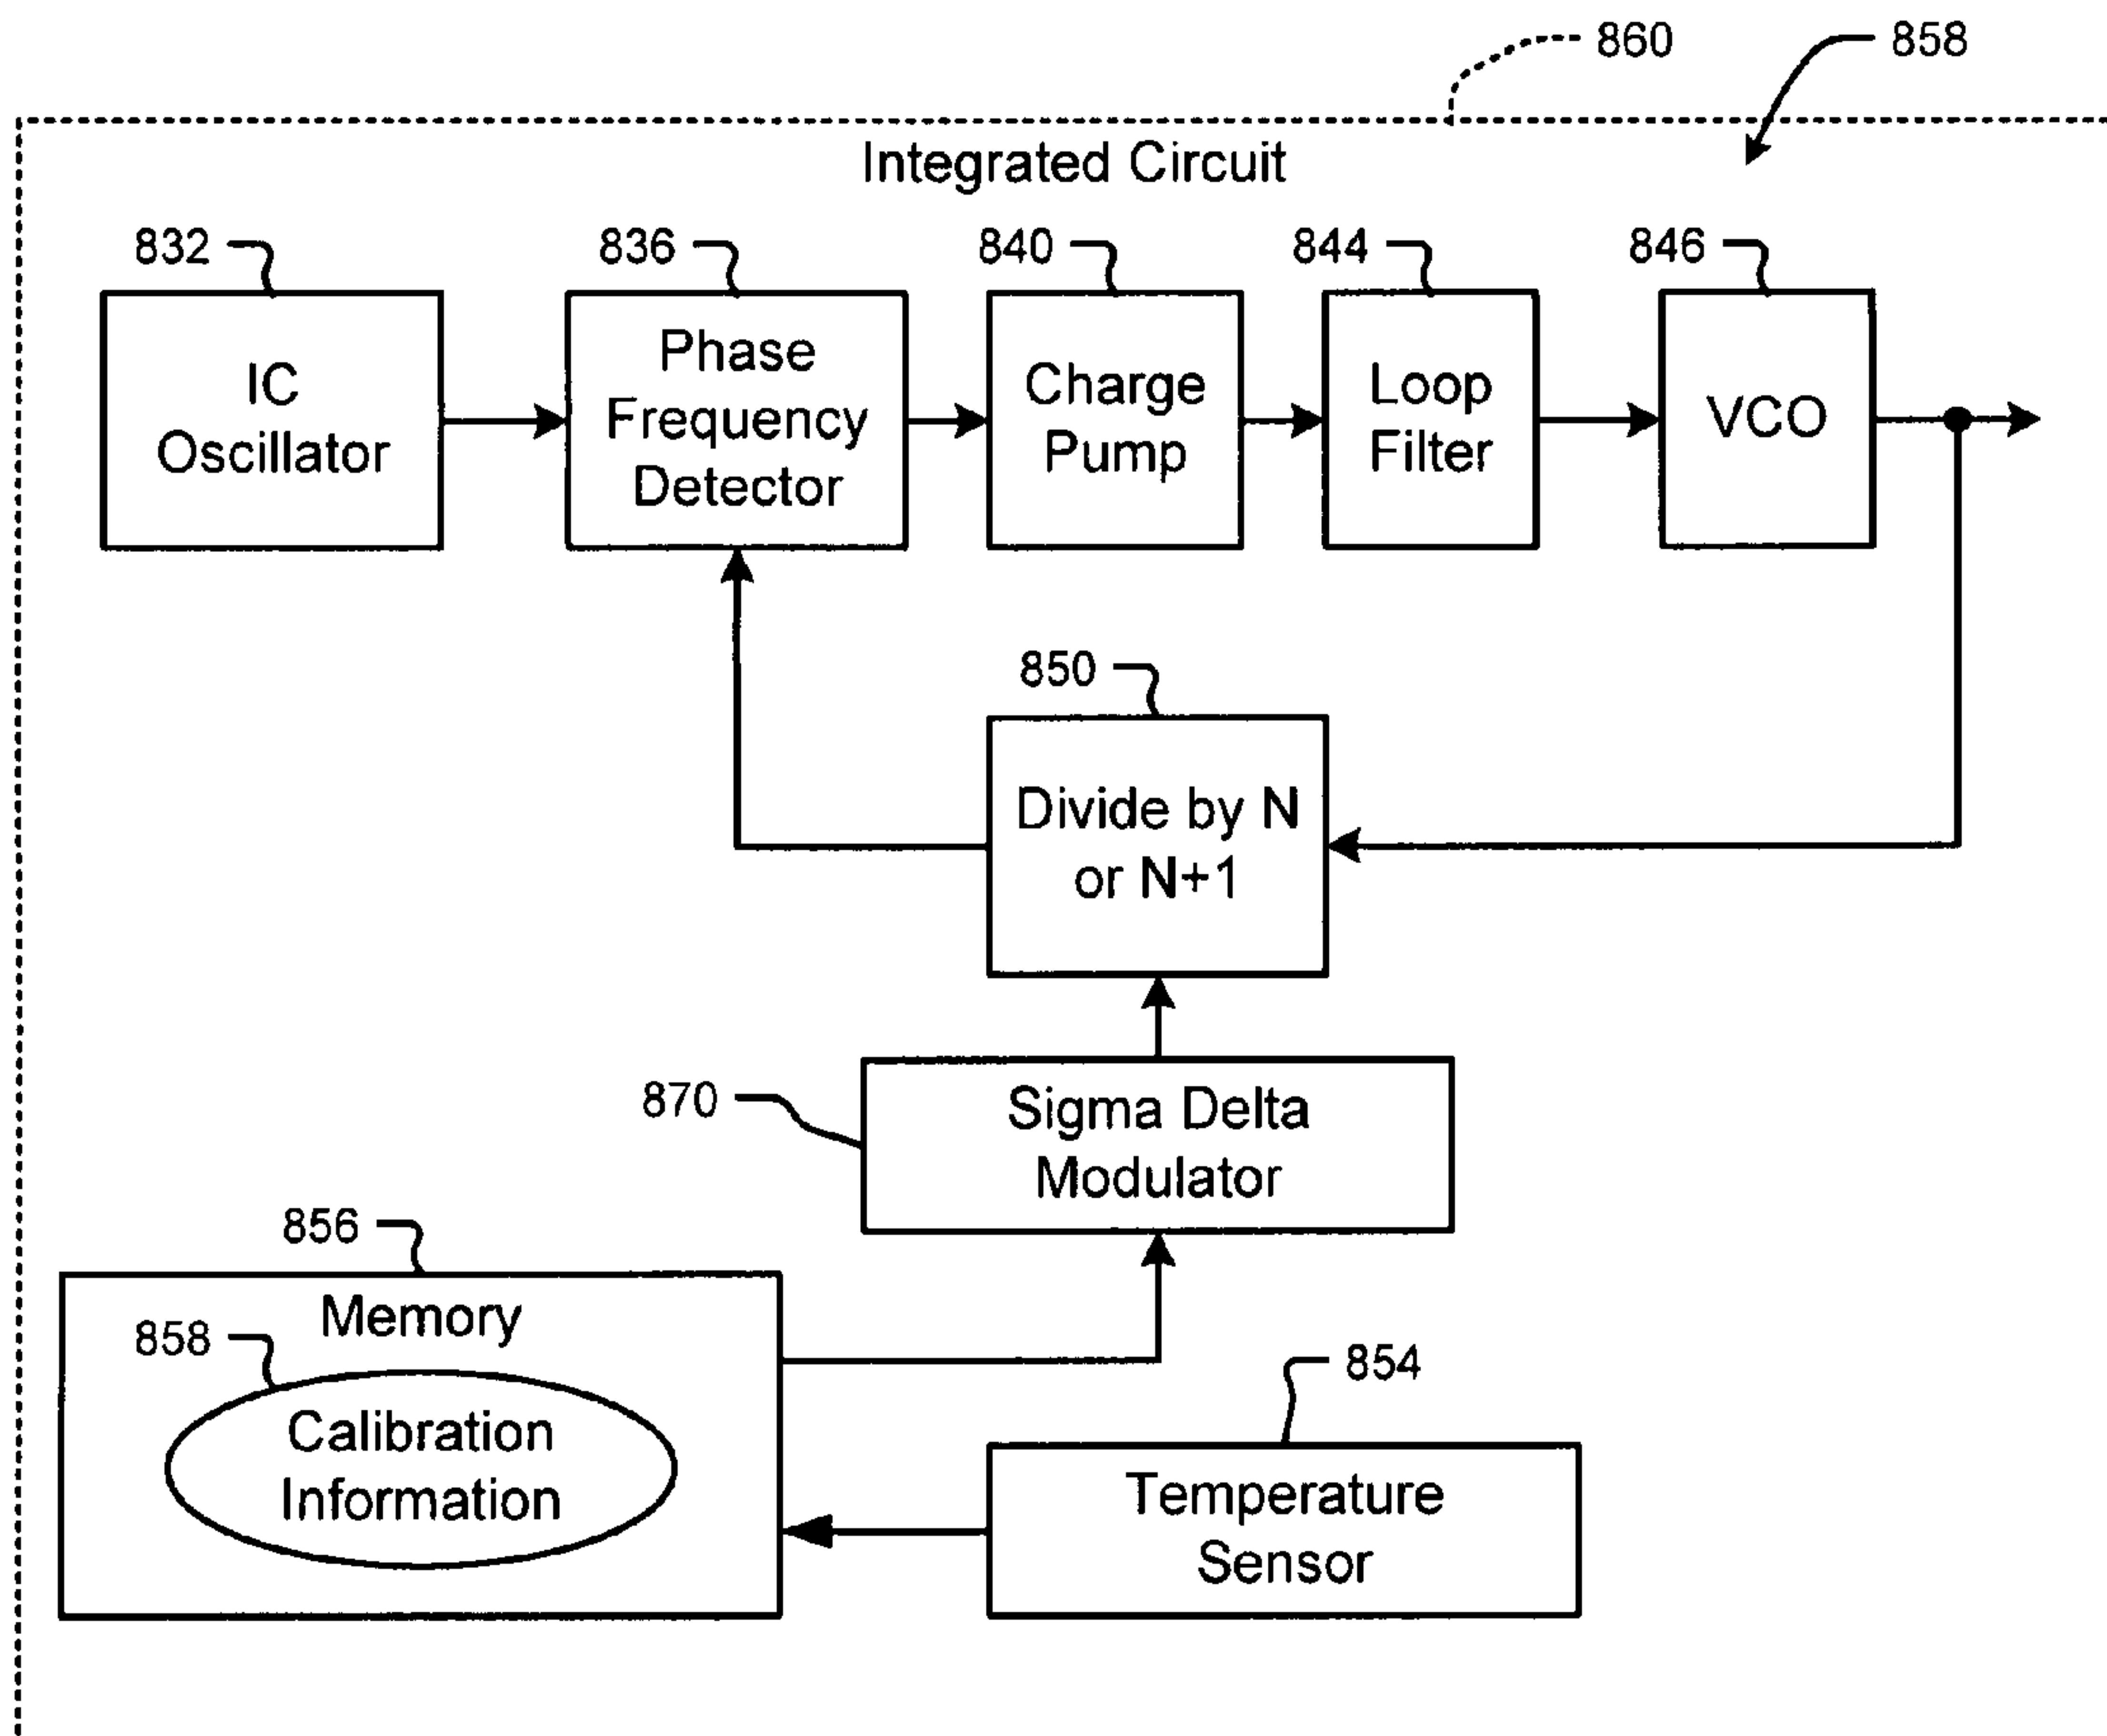 860
858
Integrated Circuit
832
836
840
844
846
IC
Oscillator
Phase
Frequency
Detector
Charge
Pump
Loop
Filter
VCO
850
Divide by N
or N+1
870
Sigma Delta
Modulator
856
Memory
858
Calibration
Information
854
Temperature
Sensor